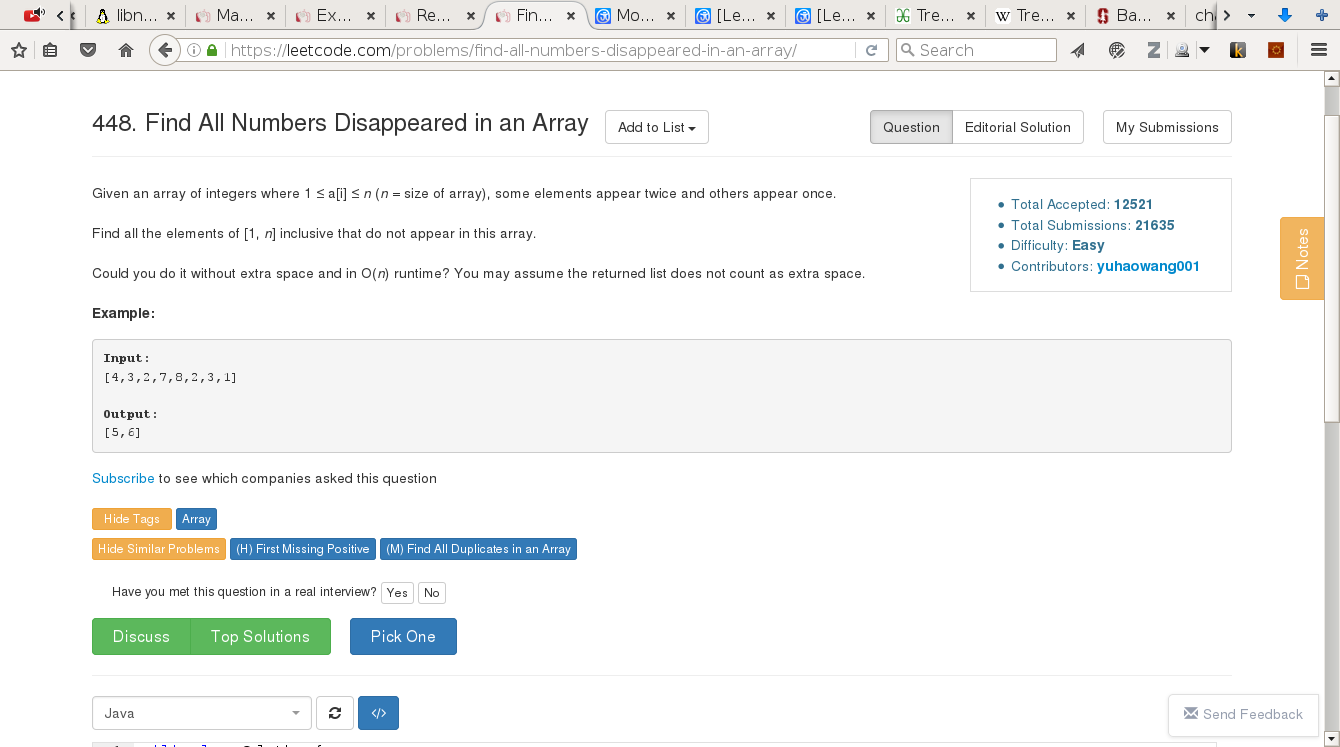 libn... Ma... Ex... Re... Fin... Mo... [Le... [Le... Tre... Tre... Ba...
https://leetcode.com/problems/find-all-numbers-disappeared-in-an-array/ Search
448. Find All Numbers Disappeared in an Array Add to List Question Editorial Solution My Submissions
Given an array of integers where 1 ≤ a[i] ≤ n (n = size of array), some elements appear twice and others appear once.
Find all the elements of [1, n] inclusive that do not appear in this array.
Could you do it without extra space and in O(n) runtime? You may assume the returned list does not count as extra space.
Total Accepted: 12521
Total Submissions: 21635
Difficulty: Easy
Contributors: yuhaowang001
Notes
Example:
Input:
[4,3,2,7,8,2,3,1]
Output:
[5,6]
Subscribe to see which companies asked this question
Hide Tags Array
Hide Similar Problems (H) First Missing Positive (M) Find All Duplicates in an Array
Have you met this question in a real interview? Yes No
Discuss Top Solutions Pick One
Java </>
Send Feedback